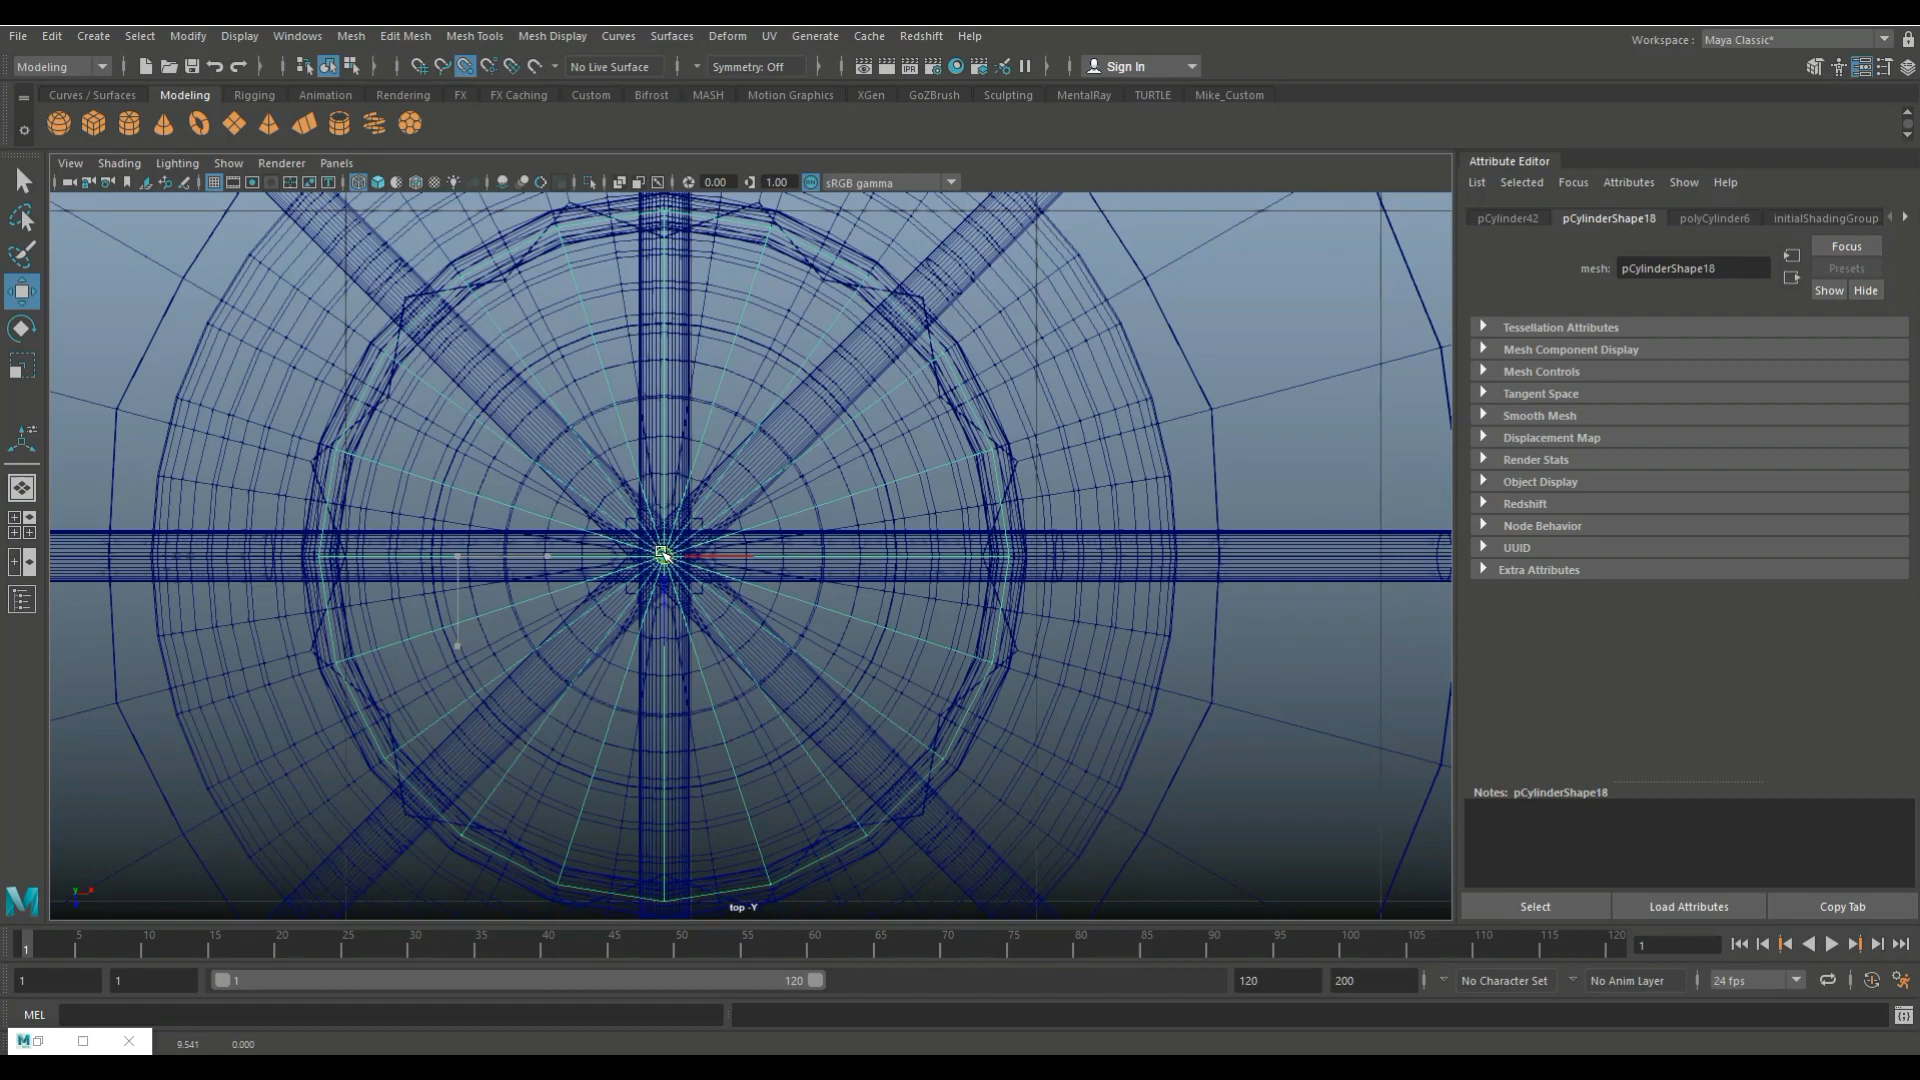 File Edit Create Select Modify Display Windows Mesh Edit Mesh Mesh Tools Mesh Display Curves Surfaces Deform UV Generate Cache Redshift Help
Workspace : Maya Classic*
Modeling No Live Surface Symmetry: Off IPR Sign In
Curves / Surfaces Modeling Rigging Animation Rendering FX FX Caching Custom Bifrost MASH Motion Graphics XGen GoZBrush Sculpting MentalRay TURTLE Mike_Custom
View Shading Lighting Show Renderer Panels
0.00 1.00 sRGB gamma
top -Y
Attribute Editor
List Selected Focus Attributes Show Help
pCylinder42 pCylinderShape18 polyCylinder6 initialShadingGroup
Focus
mesh: pCylinderShape18
Presets
Show Hide
Tessellation Attributes
Mesh Component Display
Mesh Controls
Tangent Space
Smooth Mesh
Displacement Map
Render Stats
Object Display
Redshift
Node Behavior
UUID
Extra Attributes
Notes: pCylinderShape18
Select Load Attributes Copy Tab
1 5 10 15 20 25 30 35 40 45 50 55 60 65 70 75 80 85 90 95 100 105 110 115 120 1
1 1 1 120 120 200 No Character Set No Anim Layer 24 fps
MEL
9.541 0.000